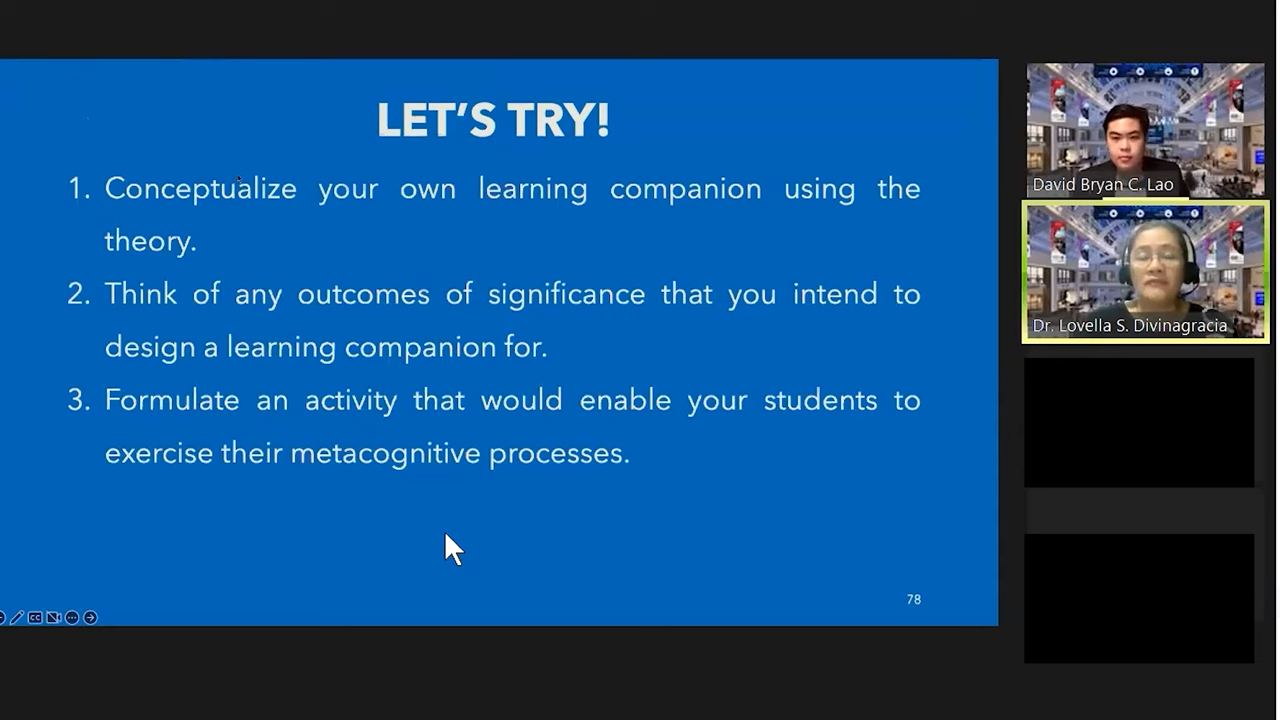 LET'S TRY!
1. Conceptualize your own learning companion using the
theory.
2. Think of any outcomes of significance that you intend to
design a learning companion for.
3. Formulate an activity that would enable your students to
exercise their metacognitive processes.
78
David Bryan C. Lao
Dr. Lovella S. Divinagracia